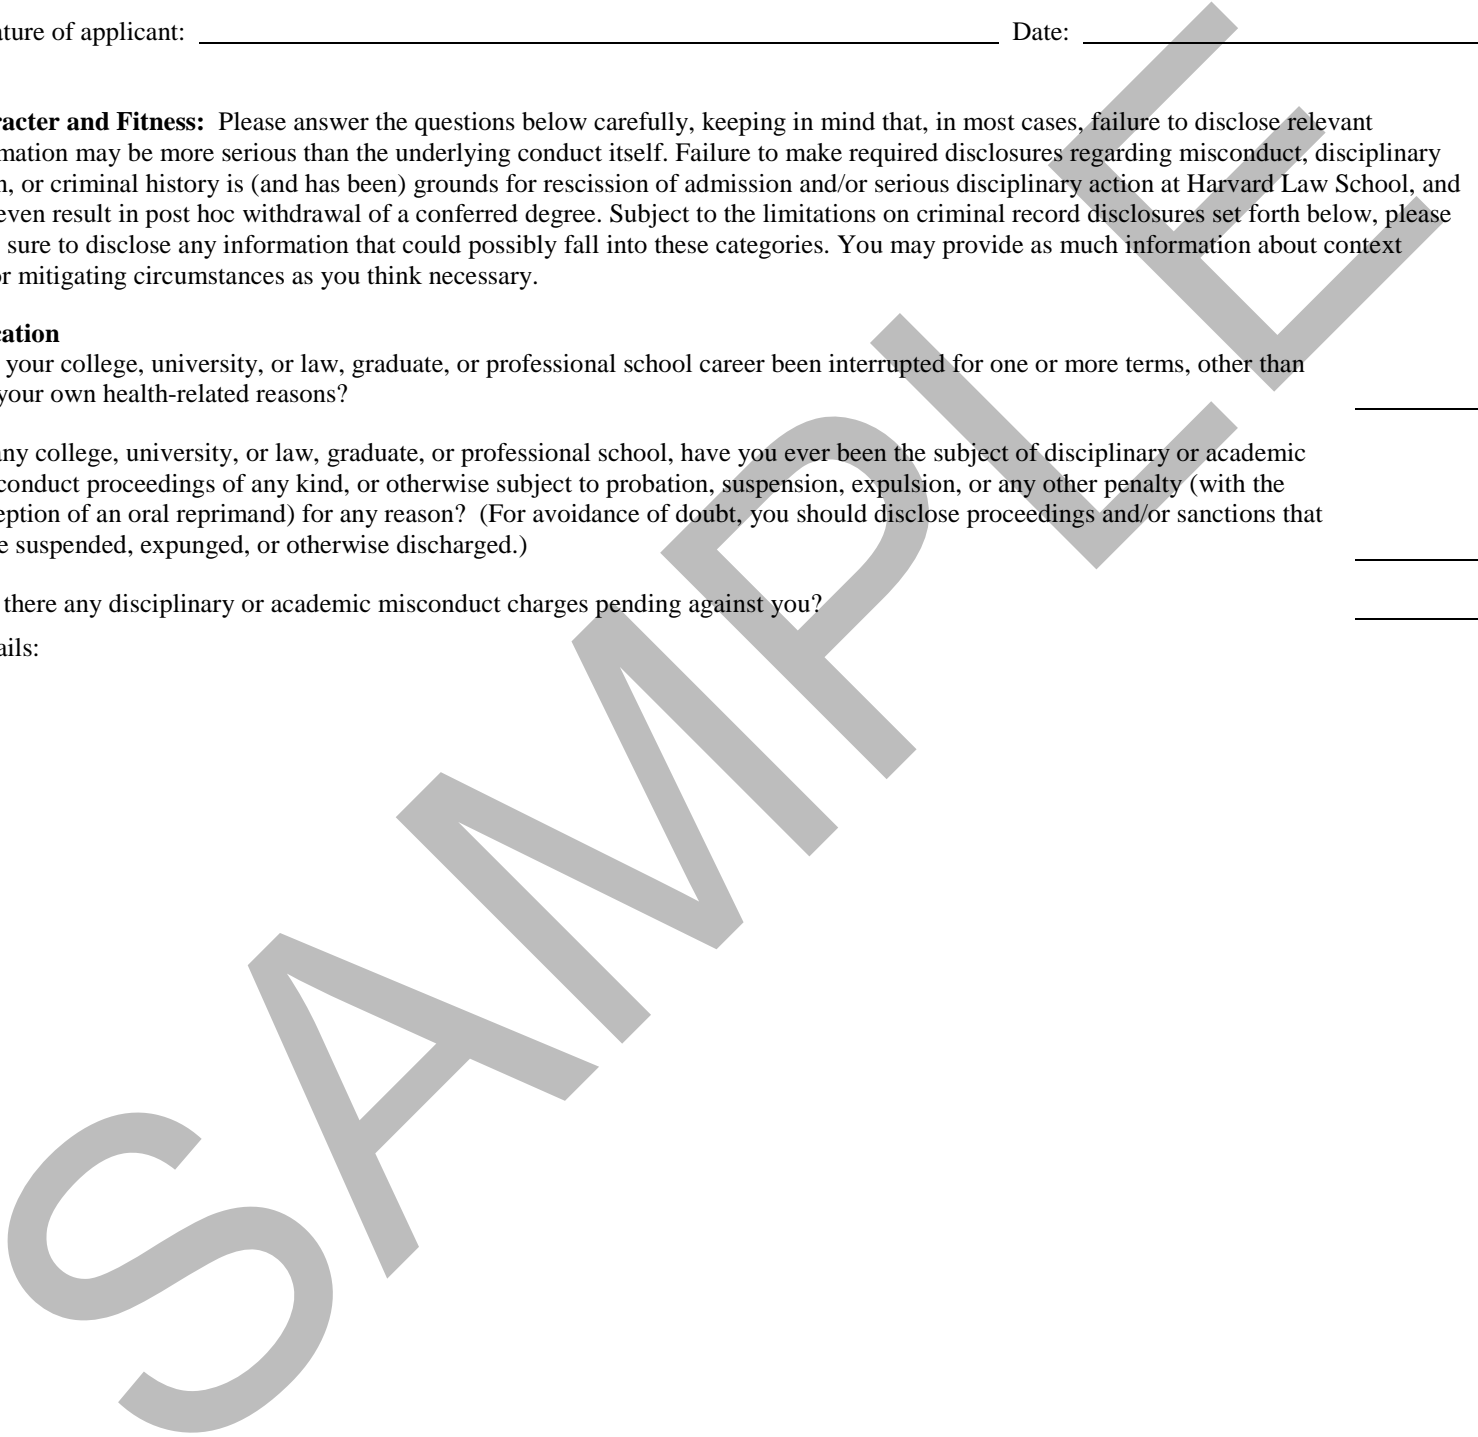 ature of applicant: Date:
racter and Fitness: Please answer the questions below carefully, keeping in mind that, in most cases, failure to disclose relevant
mation may be more serious than the underlying conduct itself. Failure to make required disclosures regarding misconduct, disciplinary
n, or criminal history is (and has been) grounds for rescission of admission and/or serious disciplinary action at Harvard Law School, and
even result in post hoc withdrawal of a conferred degree. Subject to the limitations on criminal record disclosures set forth below, please
sure to disclose any information that could possibly fall into these categories. You may provide as much information about context
or mitigating circumstances as you think necessary.
cation
your college, university, or law, graduate, or professional school career been interrupted for one or more terms, other than
your own health-related reasons?
any college, university, or law, graduate, or professional school, have you ever been the subject of disciplinary or academic
conduct proceedings of any kind, or otherwise subject to probation, suspension, expulsion, or any other penalty (with the
eption of an oral reprimand) for any reason? (For avoidance of doubt, you should disclose proceedings and/or sanctions that
e suspended, expunged, or otherwise discharged.)
there any disciplinary or academic misconduct charges pending against you?
ails:
SAMPLE